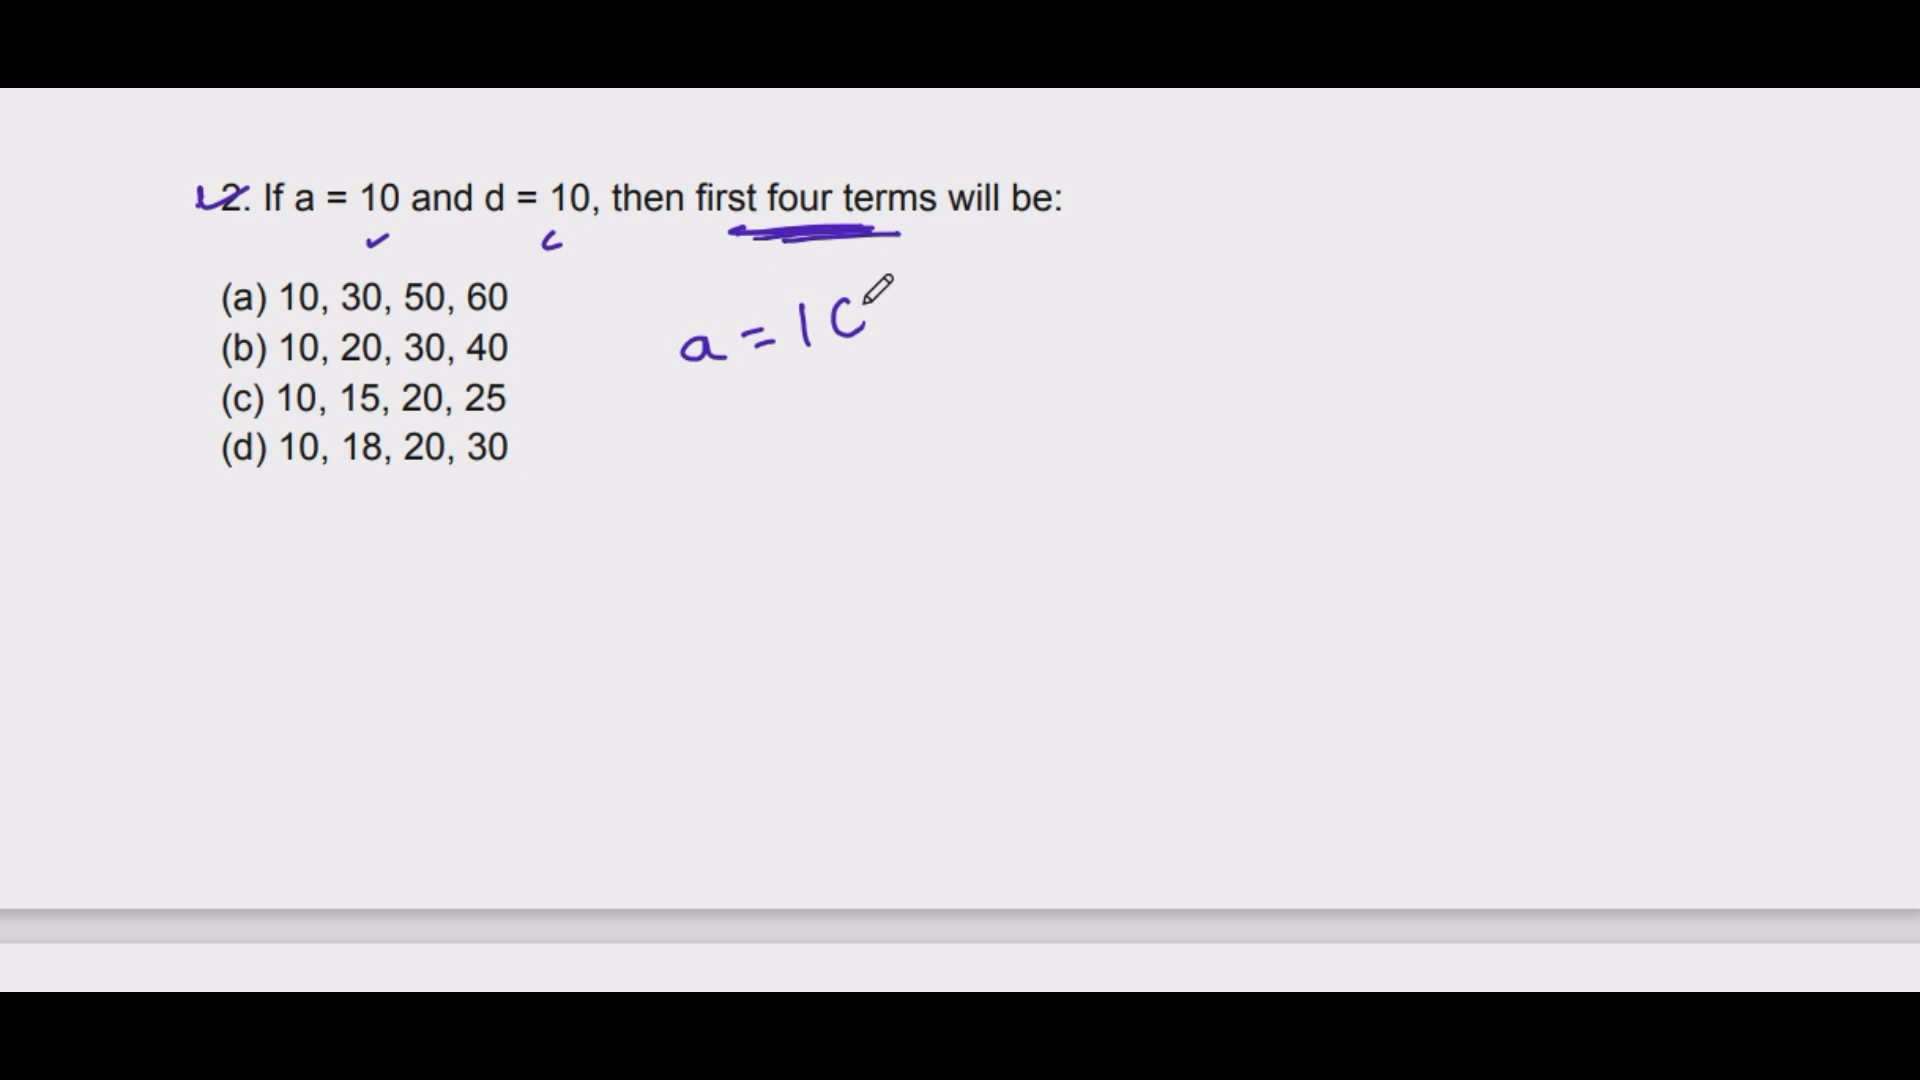 2. If a = 10 and d = 10, then first four terms will be:
(a) 10, 30, 50, 60
(b) 10, 20, 30, 40
(c) 10, 15, 20, 25
(d) 10, 18, 20, 30
a = 10